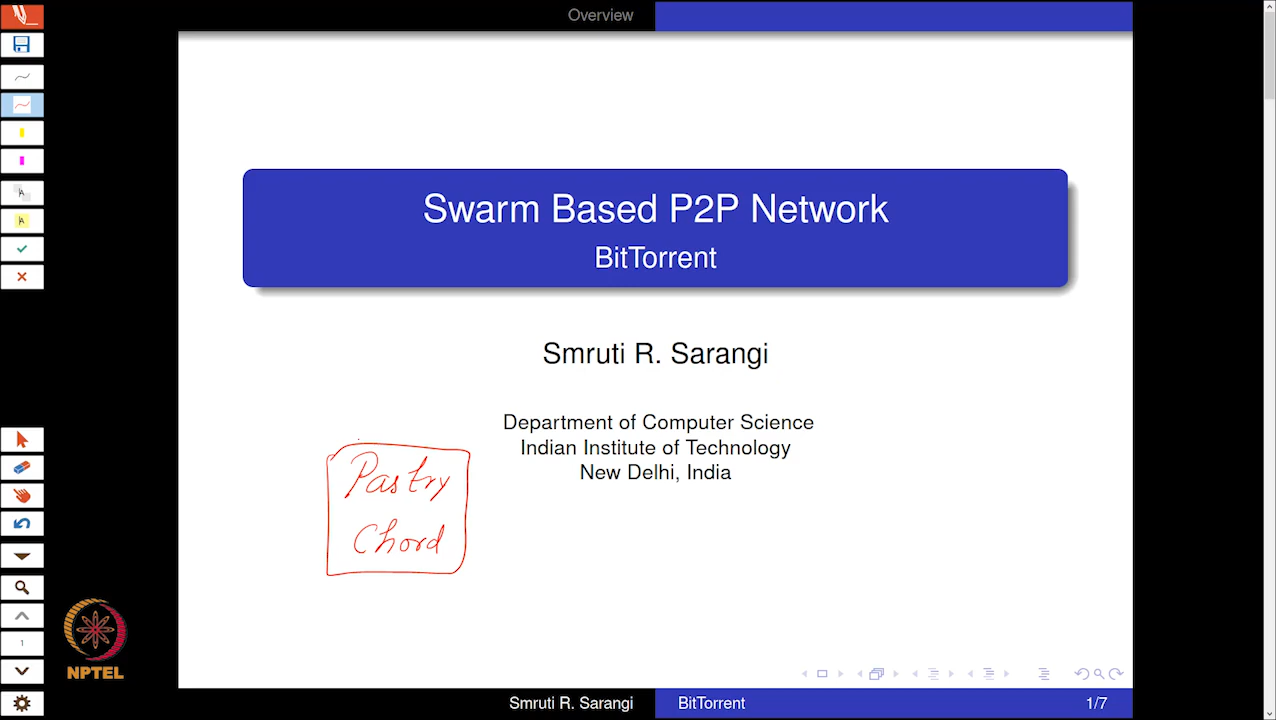 Overview
Swarm Based P2P Network
BitTorrent
Smruti R. Sarangi
Department of Computer Science
Indian Institute of Technology
New Delhi, India
Pastry
Chord
A
A
1
NPTEL
Smruti R. Sarangi
BitTorrent
1/7